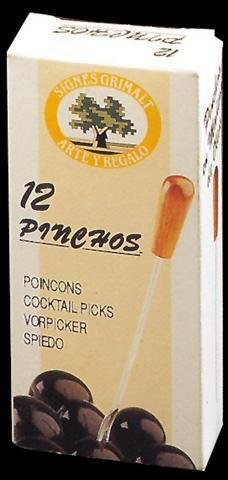 12
PINCHOS
SIGNES GRIMALT
ARTE Y REGALO
12
PINCHOS
POINCONS
COCKTAIL PICKS
VORPICKER
SPIEDO